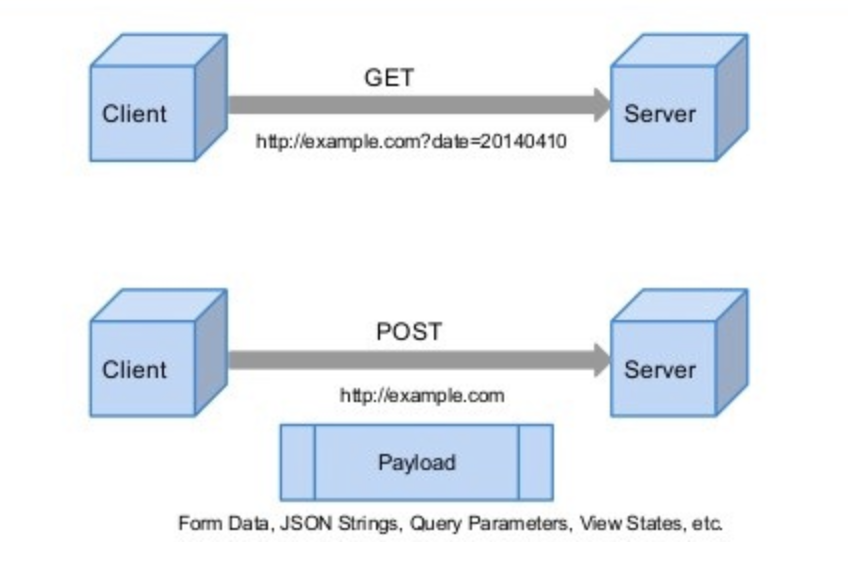 GET
Client
Server
http://example.com?date=20140410
POST
Client
Server
http://example.com
Payload
Form Data, JSON Strings, Query Parameters, View States, etc.